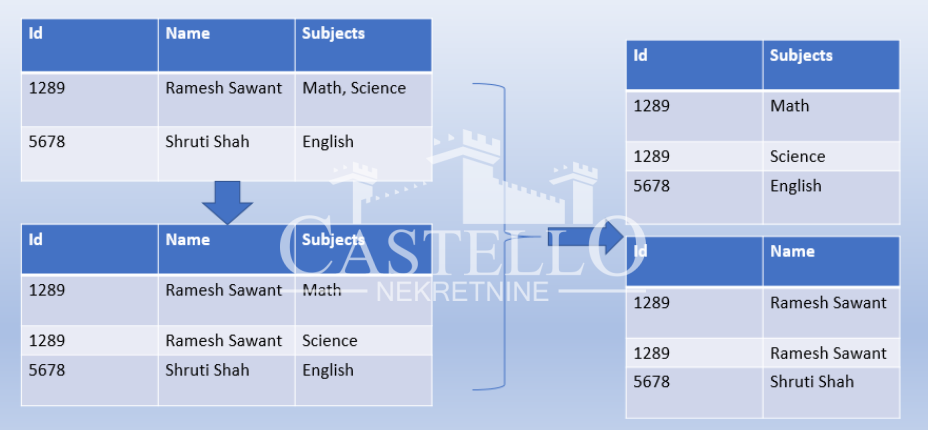 Id Name Subjects
1289 Ramesh Sawant Math, Science
5678 Shruti Shah English
Id Name Subjects
1289 Ramesh Sawant Math
1289 Ramesh Sawant Science
5678 Shruti Shah English
Id Subjects
1289 Math
1289 Science
5678 English
Id Name
1289 Ramesh Sawant
1289 Ramesh Sawant
5678 Shruti Shah
CASTELLO
NEKRETNINE